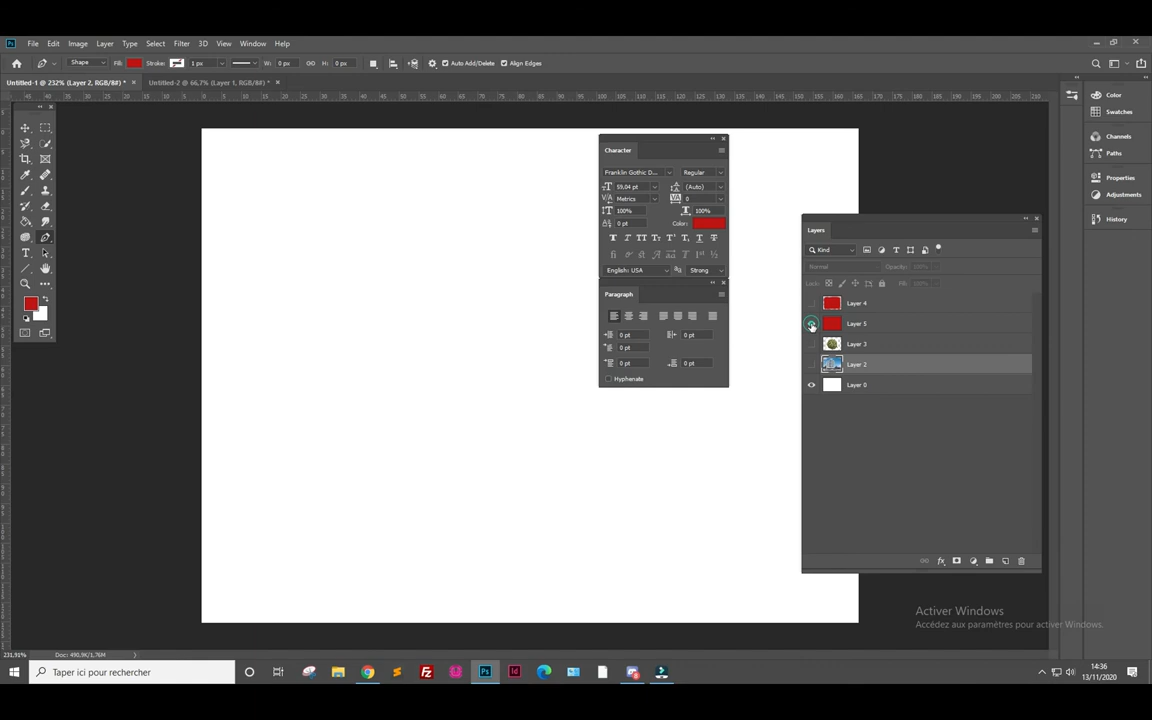 Ps File Edit Image Layer Type Select Filter 3D View Window Help
Shape Fill: Stroke: 1 px W: 0 px H: 0 px Auto Add/Delete Align Edges
Untitled-1 @ 232% (Layer 2, RGB/8#) * Untitled-2 @ 66,7% (Layer 1, RGB/8#) *
Color
Swatches
Channels
Paths
Properties
Adjustments
History
Character
Franklin Gothic D... Regular
59,04 pt (Auto)
Metrics 0
100% 100%
0 pt Color:
English: USA Strong
Paragraph
0 pt 0 pt
0 pt
0 pt 0 pt
Hyphenate
Layers
Kind
Normal Opacity: 100%
Lock: Fill: 100%
Layer 4
Layer 5
Layer 3
Layer 2
Layer 0
Activer Windows
Accédez aux paramètres pour activer Windows.
231,91% Doc: 490,9K/1,76M
Taper ici pour rechercher
14:36
13/11/2020